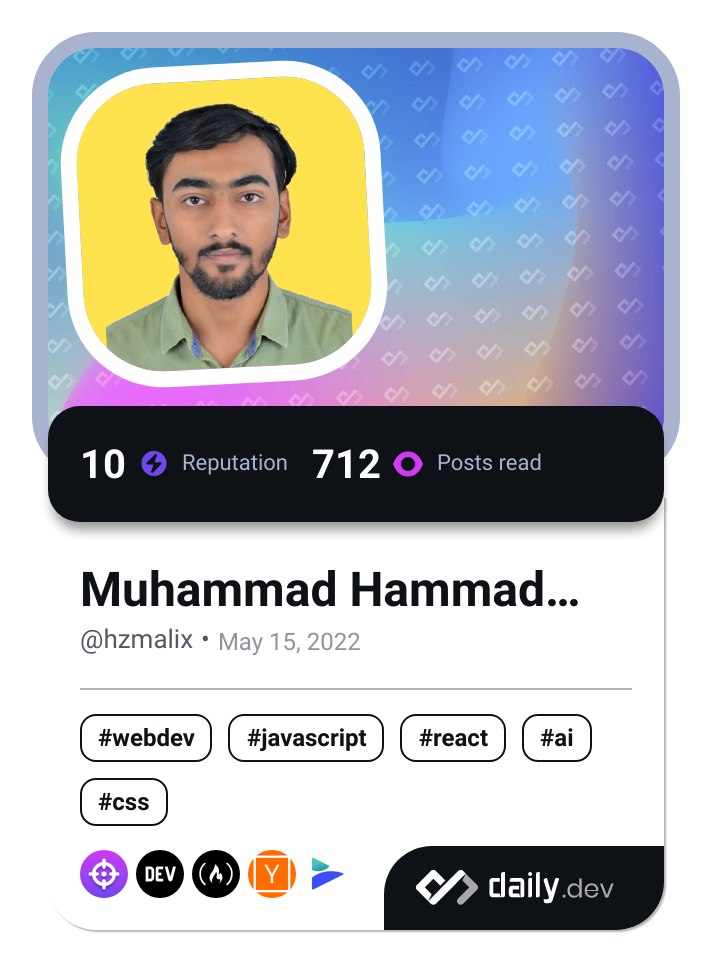 10 Reputation 712 Posts read
Muhammad Hammad...
@hzmalix • May 15, 2022
#webdev #javascript #react #ai
#css
DEV Y daily.dev